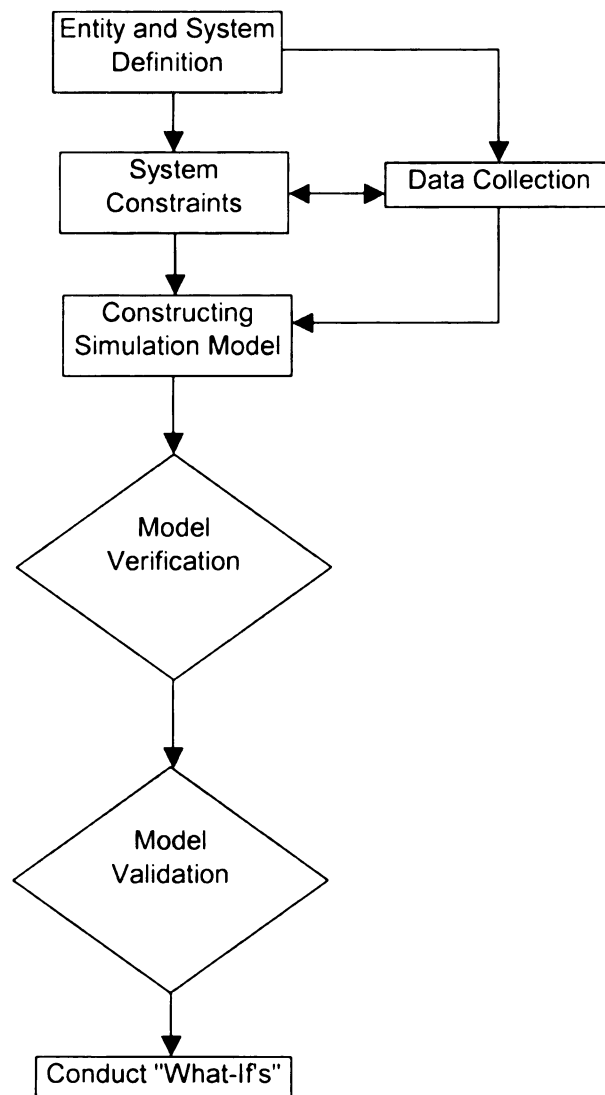 Entity and System
Definition
System
Constraints
Data Collection
Constructing
Simulation Model
Model
Verification
Model
Validation
Conduct "What-If's"